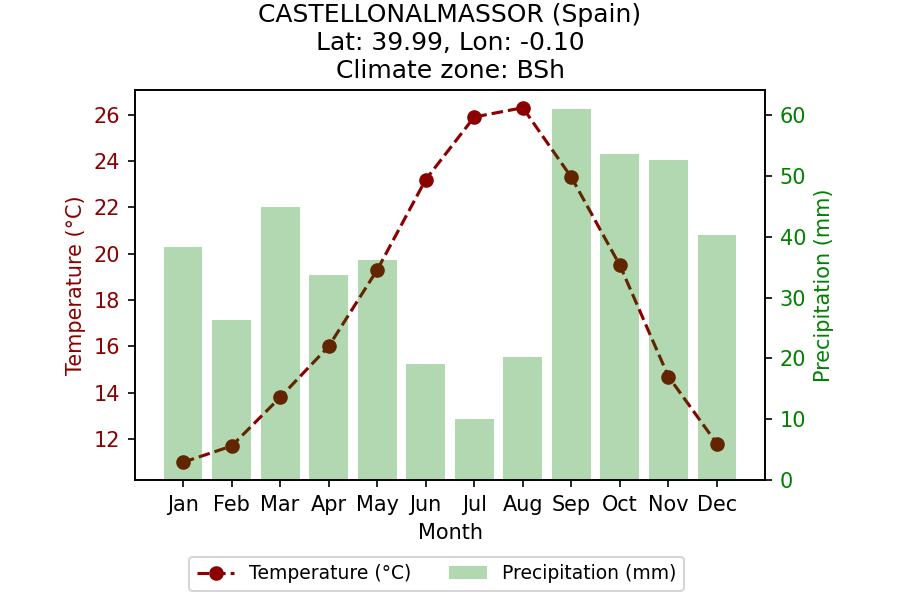 CASTELLONALMASSOR (Spain)
Lat: 39.99, Lon: -0.10
Climate zone: BSh
26
24
22
20
18
16
14
12
Temperature (°C)
60
50
40
30
20
10
0
Precipitation (mm)
Jan Feb Mar Apr May Jun Jul Aug Sep Oct Nov Dec
Month
Temperature (°C) Precipitation (mm)